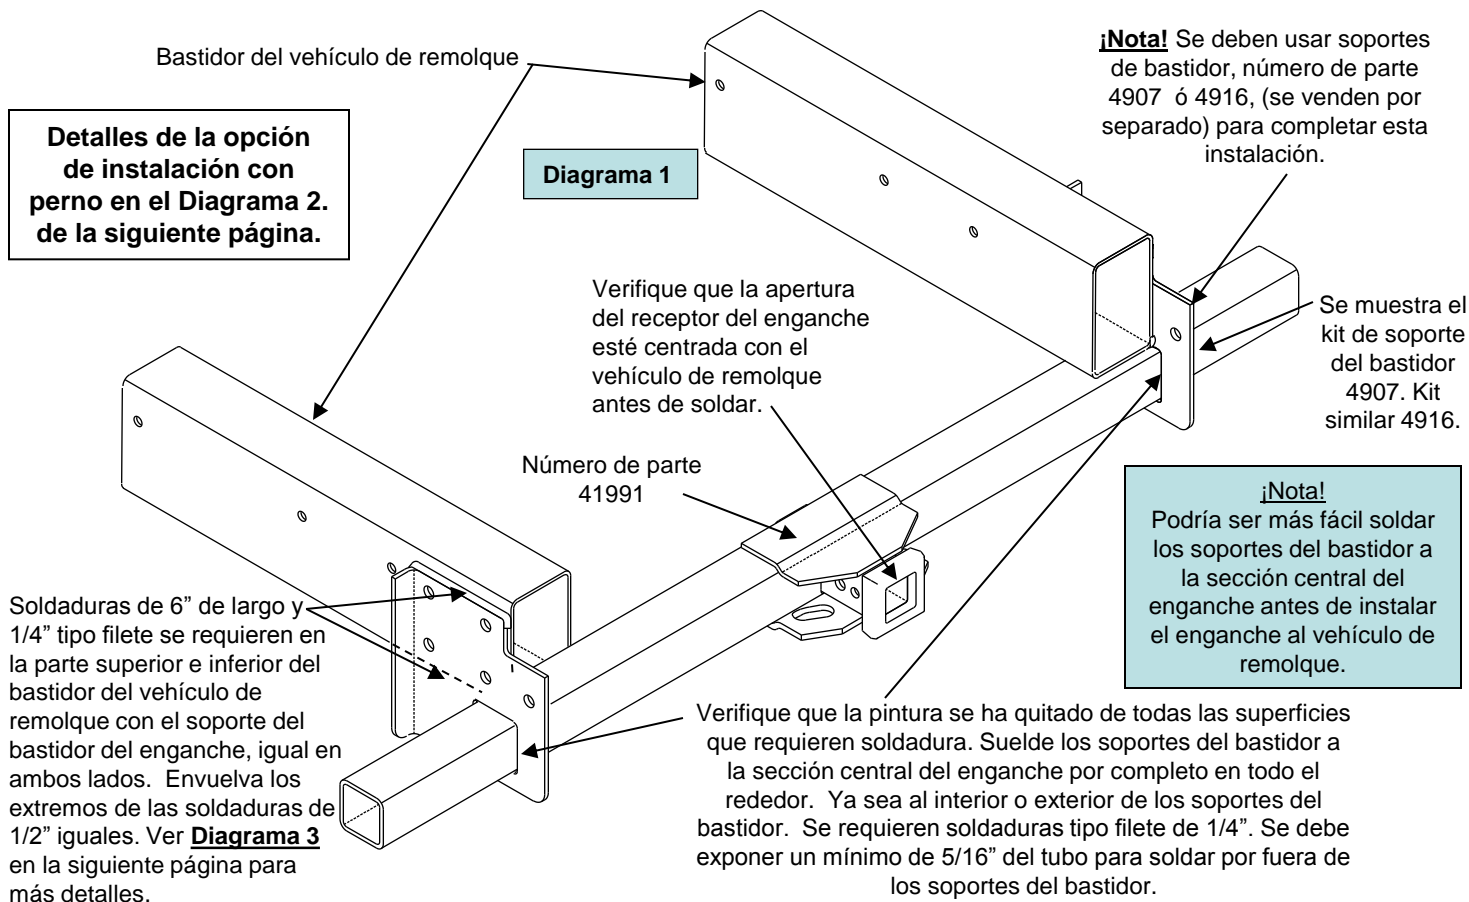 Bastidor del vehículo de remolque
¡Nota! Se deben usar soportes
de bastidor, número de parte
4907 ó 4916, (se venden por
separado) para completar esta
instalación.
Detalles de la opción
de instalación con
perno en el Diagrama 2.
de la siguiente página.
Diagrama 1
Verifique que la apertura
del receptor del enganche
esté centrada con el
vehículo de remolque
antes de soldar.
Se muestra el
kit de soporte
del bastidor
4907. Kit
similar 4916.
Número de parte
41991
¡Nota!
Podría ser más fácil soldar
los soportes del bastidor a
la sección central del
enganche antes de instalar
el enganche al vehículo de
remolque.
Soldaduras de 6” de largo y
1/4” tipo filete se requieren en
la parte superior e inferior del
bastidor del vehículo de
remolque con el soporte del
bastidor del enganche, igual en
ambos lados. Envuelva los
extremos de las soldaduras de
1/2” iguales. Ver Diagrama 3
en la siguiente página para
más detalles.
Verifique que la pintura se ha quitado de todas las superficies
que requieren soldadura. Suelde los soportes del bastidor a
la sección central del enganche por completo en todo el
rededor. Ya sea al interior o exterior de los soportes del
bastidor. Se requieren soldaduras tipo filete de 1/4”. Se debe
exponer un mínimo de 5/16” del tubo para soldar por fuera de
los soportes del bastidor.